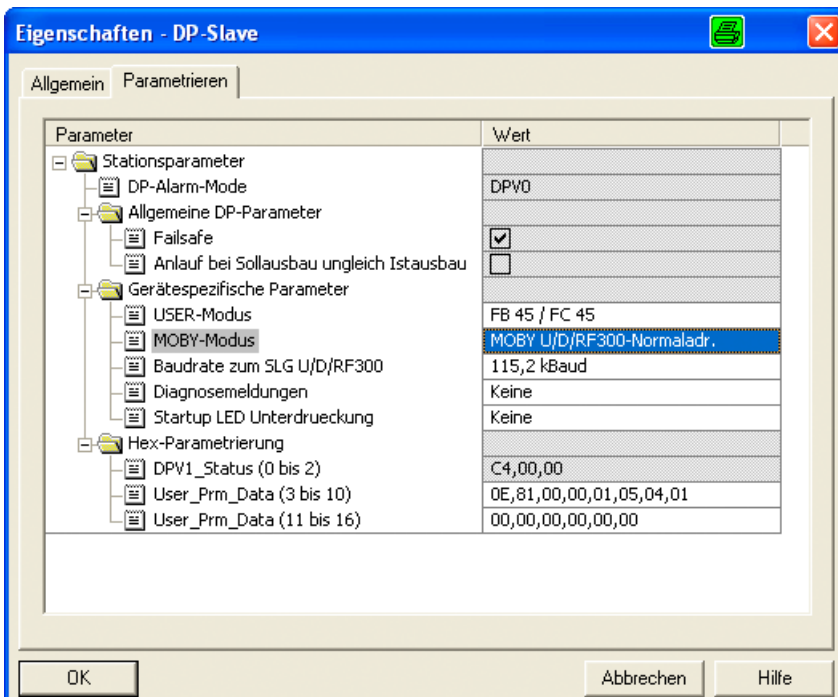 Eigenschaften - DP-Slave
Allgemein Parametrieren
Parameter Wert
Stationsparameter
DP-Alarm-Mode DPV0
Allgemeine DP-Parameter
Failsafe
Anlauf bei Sollausbau ungleich Istausbau
Gerätespezifische Parameter
USER-Modus FB 45 / FC 45
MOBY-Modus MOBY U/D/RF300-Normaladr.
Baudrate zum SLG U/D/RF300 115,2 kBaud
Diagnosemeldungen Keine
Startup LED Unterdrueckung Keine
Hex-Parametrierung
DPV1_Status (0 bis 2) C4,00,00
User_Prm_Data (3 bis 10) 0E,81,00,00,01,05,04,01
User_Prm_Data (11 bis 16) 00,00,00,00,00,00
OK Abbrechen Hilfe